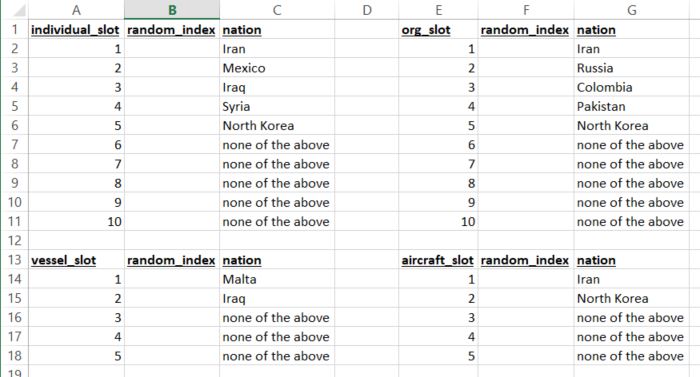 A B C D E F G
1 individual_slot random_index nation org_slot random_index nation
2 1 Iran 1 Iran
3 2 Mexico 2 Russia
4 3 Iraq 3 Colombia
5 4 Syria 4 Pakistan
6 5 North Korea 5 North Korea
7 6 none of the above 6 none of the above
8 7 none of the above 7 none of the above
9 8 none of the above 8 none of the above
10 9 none of the above 9 none of the above
11 10 none of the above 10 none of the above
12
13 vessel_slot random_index nation aircraft_slot random_index nation
14 1 Malta 1 Iran
15 2 Iraq 2 North Korea
16 3 none of the above 3 none of the above
17 4 none of the above 4 none of the above
18 5 none of the above 5 none of the above
19